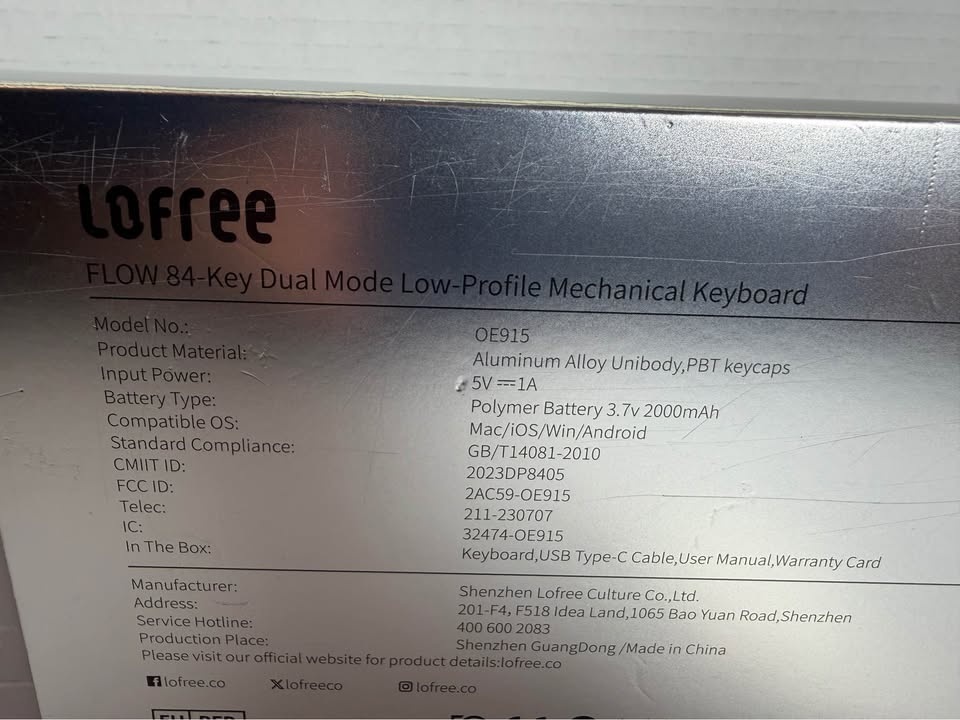 Lofree
FLOW 84-Key Dual Mode Low-Profile Mechanical Keyboard
Model No.: OE915
Product Material: Aluminum Alloy Unibody,PBT keycaps
Input Power: 5V ⎓1A
Battery Type: Polymer Battery 3.7v 2000mAh
Compatible OS: Mac/iOS/Win/Android
Standard Compliance: GB/T14081-2010
CMIIT ID: 2023DP8405
FCC ID: 2AC59-OE915
Telec: 211-230707
IC: 32474-OE915
In The Box: Keyboard,USB Type-C Cable,User Manual,Warranty Card
Manufacturer: Shenzhen Lofree Culture Co.,Ltd.
Address: 201-F4, F518 Idea Land,1065 Bao Yuan Road,Shenzhen
Service Hotline: 400 600 2083
Production Place: Shenzhen GuangDong /Made in China
Please visit our official website for product details:lofree.co
lofree.co lofreeco lofree.co